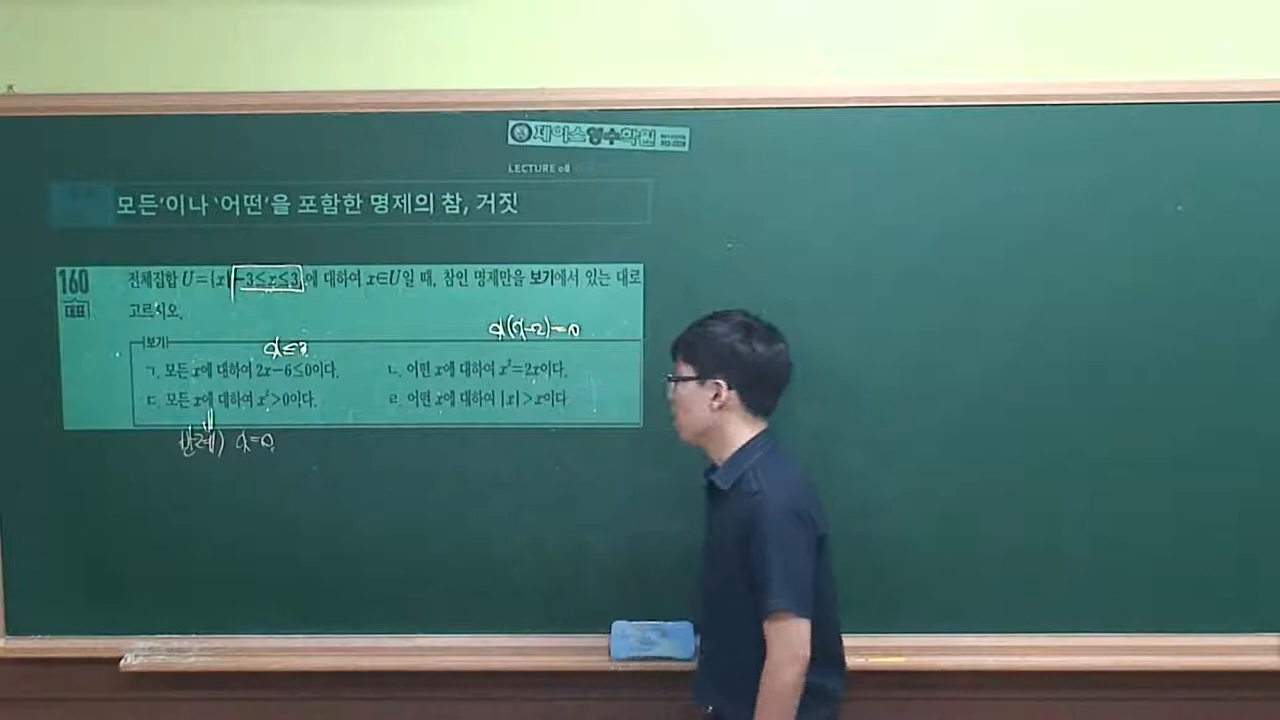 제이스영수학원
LECTURE 08
모든'이나 '어떤'을 포함한 명제의 참, 거짓
160
대표
전체집합 U={x|-3≤x≤3}에 대하여 x∈U일 때, 참인 명제만을 보기에서 있는 대로
고르시오.
x(x-2)=0
보기
x≤3
ㄱ. 모든 x에 대하여 2x-6≤0이다.
ㄴ. 어떤 x에 대하여 x²=2x이다.
ㄷ. 모든 x에 대하여 x²>0이다.
ㄹ. 어떤 x에 대하여 |x|>x이다.
반례) x=0.